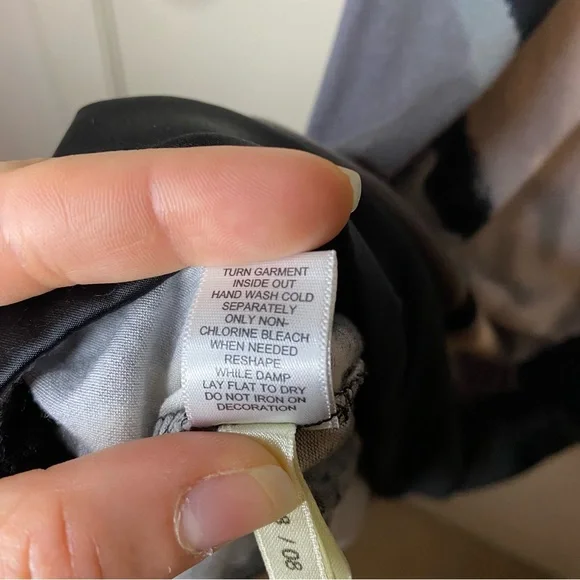 TURN GARMENT
INSIDE OUT
HAND WASH COLD
SEPARATELY
ONLY NON-
CHLORINE BLEACH
WHEN NEEDED
RESHAPE
WHILE DAMP
LAY FLAT TO DRY
DO NOT IRON ON
DECORATION
/ 08